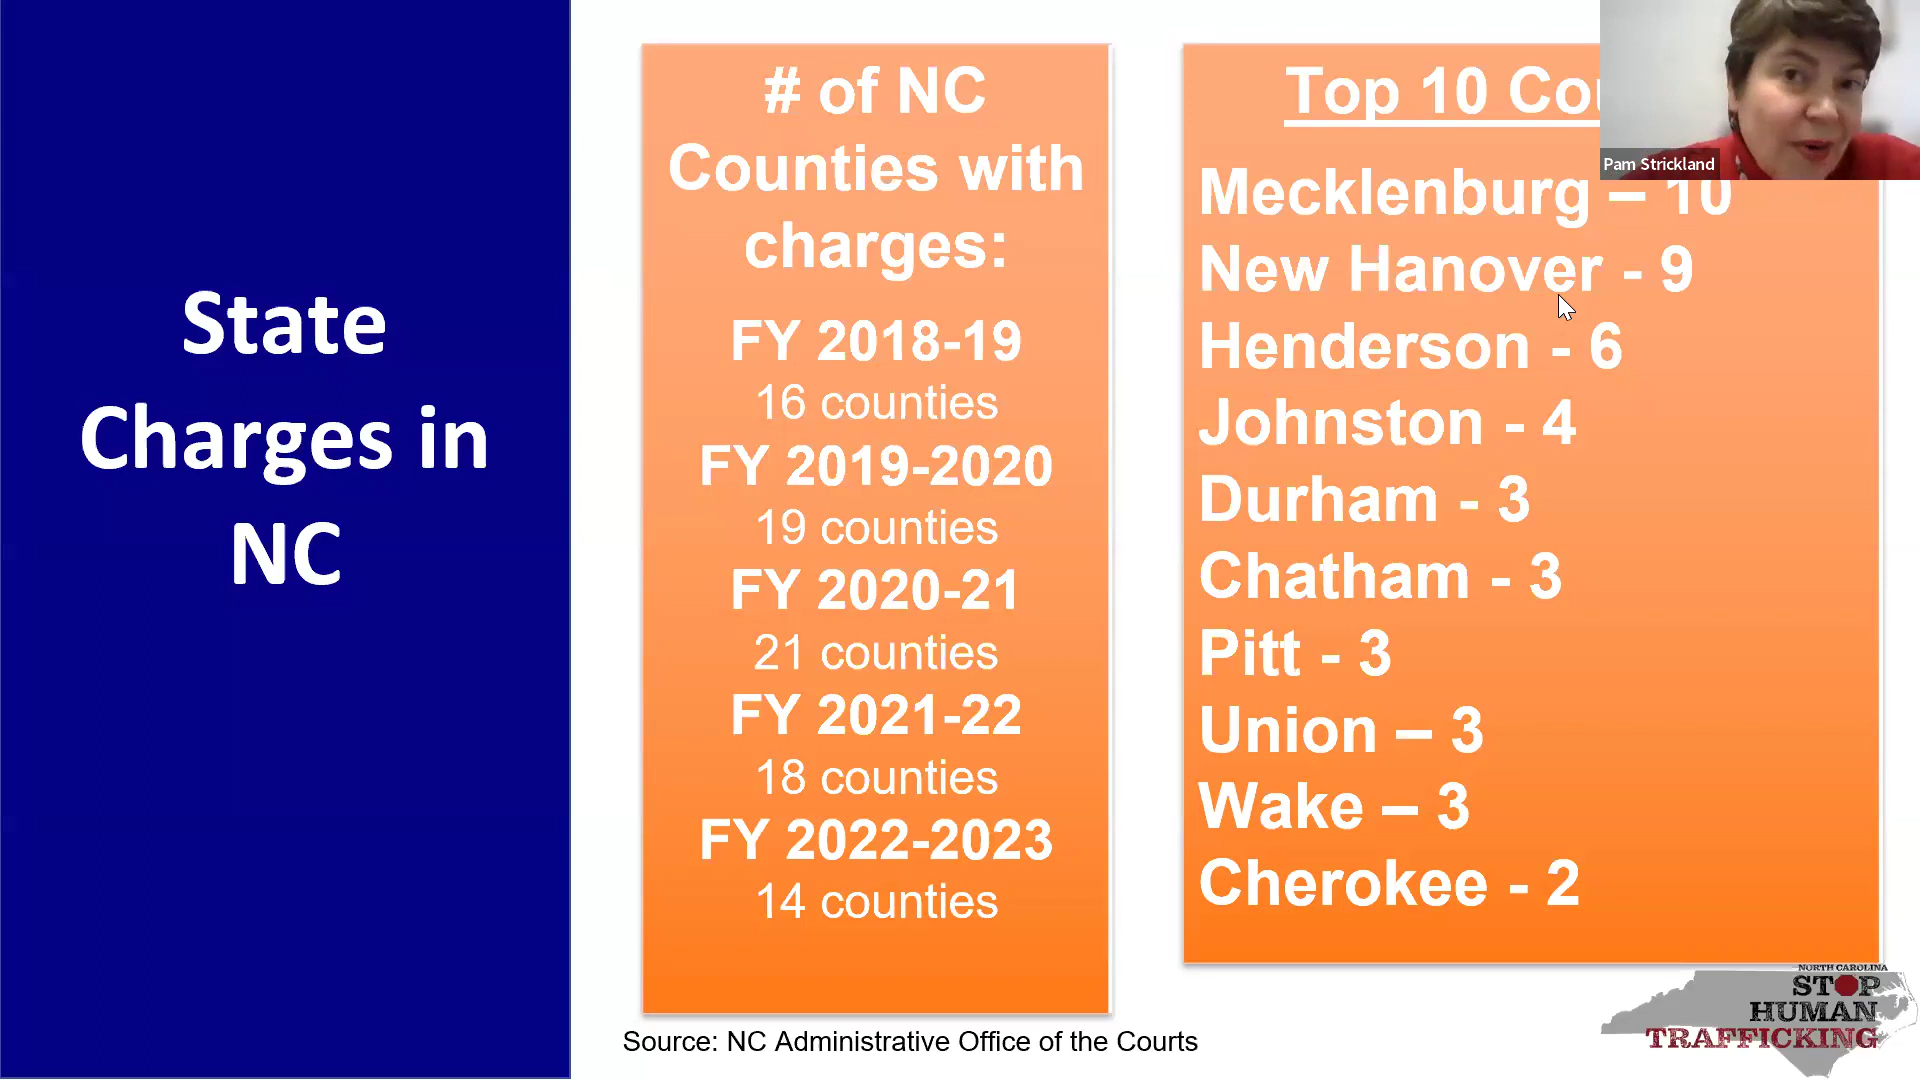 State
Charges in
NC
# of NC
Counties with
charges:
FY 2018-19
16 counties
FY 2019-2020
19 counties
FY 2020-21
21 counties
FY 2021-22
18 counties
FY 2022-2023
14 counties
Top 10
Mecklenburg – 10
New Hanover - 9
Henderson - 6
Johnston - 4
Durham - 3
Chatham - 3
Pitt - 3
Union – 3
Wake – 3
Cherokee - 2
Pam Strickland
Source: NC Administrative Office of the Courts
NORTH CAROLINA
STOP
HUMAN
TRAFFICKING